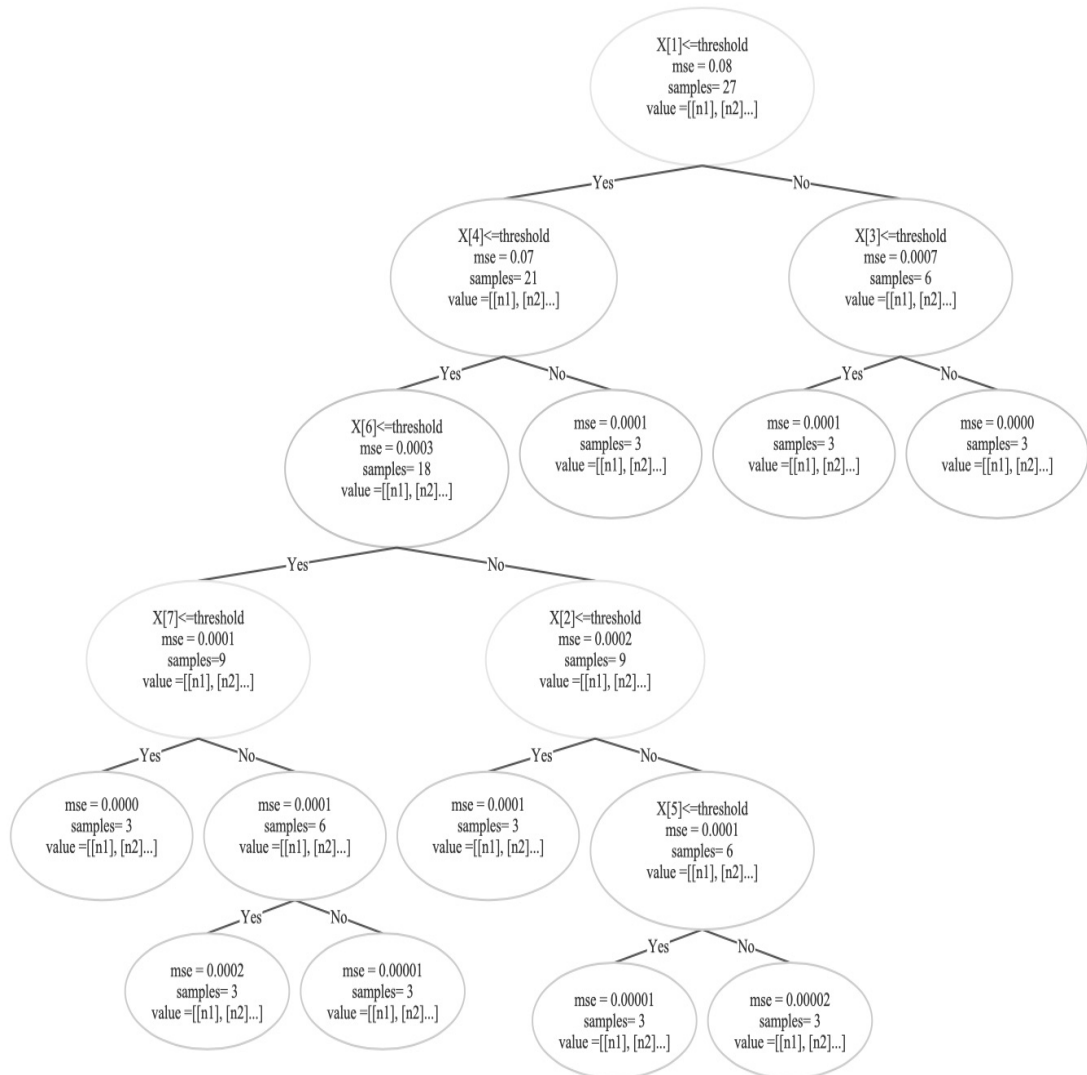 X[1]<=threshold
mse = 0.08
samples= 27
value =[[n1], [n2]...]
Yes
No
X[4]<=threshold
mse = 0.07
samples= 21
value =[[n1], [n2]...]
X[3]<=threshold
mse = 0.0007
samples= 6
value =[[n1], [n2]...]
Yes
No
Yes
No
X[6]<=threshold
mse = 0.0003
samples= 18
value =[[n1], [n2]...]
mse = 0.0001
samples= 3
value =[[n1], [n2]...]
mse = 0.0001
samples= 3
value =[[n1], [n2]...]
mse = 0.0000
samples= 3
value =[[n1], [n2]...]
Yes
No
X[7]<=threshold
mse = 0.0001
samples=9
value =[[n1], [n2]...]
X[2]<=threshold
mse = 0.0002
samples= 9
value =[[n1], [n2]...]
Yes
No
Yes
No
mse = 0.0000
samples= 3
value =[[n1], [n2]...]
mse = 0.0001
samples= 6
value =[[n1], [n2]...]
mse = 0.0001
samples= 3
value =[[n1], [n2]...]
X[5]<=threshold
mse = 0.0001
samples= 6
value =[[n1], [n2]...]
Yes
No
Yes
No
mse = 0.0002
samples= 3
value =[[n1], [n2]...]
mse = 0.00001
samples= 3
value =[[n1], [n2]...]
mse = 0.00001
samples= 3
value =[[n1], [n2]...]
mse = 0.00002
samples= 3
value =[[n1], [n2]...]